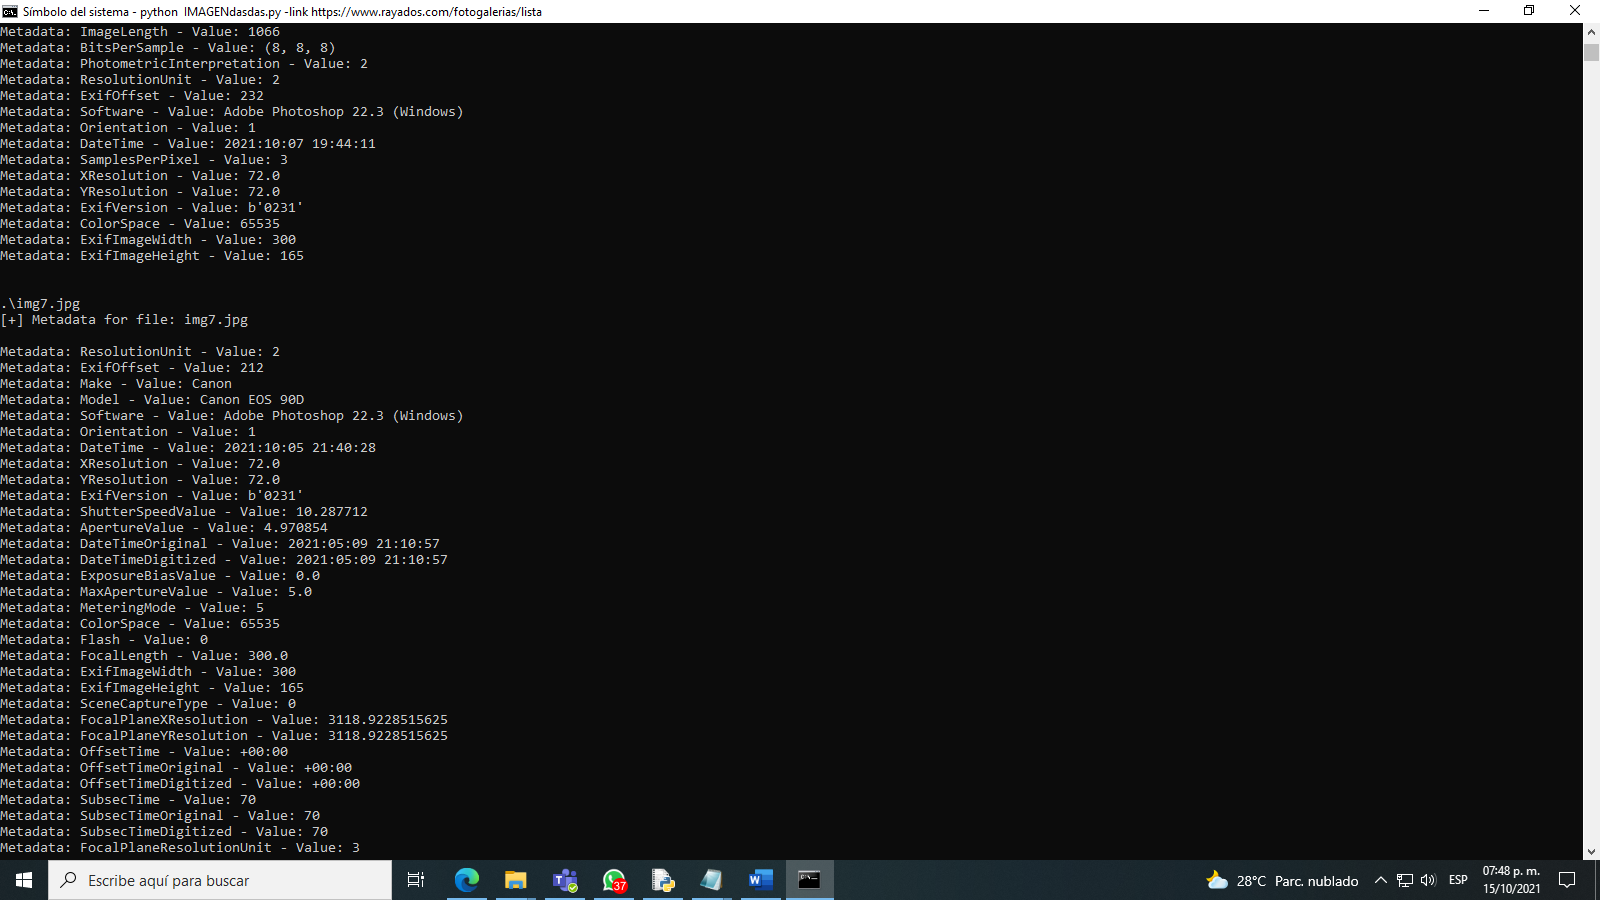 Símbolo del sistema - python  IMAGENdasdas.py -link https://www.rayados.com/fotogalerias/lista
Metadata: ImageLength - Value: 1066
Metadata: BitsPerSample - Value: (8, 8, 8)
Metadata: PhotometricInterpretation - Value: 2
Metadata: ResolutionUnit - Value: 2
Metadata: ExifOffset - Value: 232
Metadata: Software - Value: Adobe Photoshop 22.3 (Windows)
Metadata: Orientation - Value: 1
Metadata: DateTime - Value: 2021:10:07 19:44:11
Metadata: SamplesPerPixel - Value: 3
Metadata: XResolution - Value: 72.0
Metadata: YResolution - Value: 72.0
Metadata: ExifVersion - Value: b'0231'
Metadata: ColorSpace - Value: 65535
Metadata: ExifImageWidth - Value: 300
Metadata: ExifImageHeight - Value: 165
.\img7.jpg
[+] Metadata for file: img7.jpg
Metadata: ResolutionUnit - Value: 2
Metadata: ExifOffset - Value: 212
Metadata: Make - Value: Canon
Metadata: Model - Value: Canon EOS 90D
Metadata: Software - Value: Adobe Photoshop 22.3 (Windows)
Metadata: Orientation - Value: 1
Metadata: DateTime - Value: 2021:10:05 21:40:28
Metadata: XResolution - Value: 72.0
Metadata: YResolution - Value: 72.0
Metadata: ExifVersion - Value: b'0231'
Metadata: ShutterSpeedValue - Value: 10.287712
Metadata: ApertureValue - Value: 4.970854
Metadata: DateTimeOriginal - Value: 2021:05:09 21:10:57
Metadata: DateTimeDigitized - Value: 2021:05:09 21:10:57
Metadata: ExposureBiasValue - Value: 0.0
Metadata: MaxApertureValue - Value: 5.0
Metadata: MeteringMode - Value: 5
Metadata: ColorSpace - Value: 65535
Metadata: Flash - Value: 0
Metadata: FocalLength - Value: 300.0
Metadata: ExifImageWidth - Value: 300
Metadata: ExifImageHeight - Value: 165
Metadata: SceneCaptureType - Value: 0
Metadata: FocalPlaneXResolution - Value: 3118.9228515625
Metadata: FocalPlaneYResolution - Value: 3118.9228515625
Metadata: OffsetTime - Value: +00:00
Metadata: OffsetTimeOriginal - Value: +00:00
Metadata: OffsetTimeDigitized - Value: +00:00
Metadata: SubsecTime - Value: 70
Metadata: SubsecTimeOriginal - Value: 70
Metadata: SubsecTimeDigitized - Value: 70
Metadata: FocalPlaneResolutionUnit - Value: 3
Escribe aquí para buscar
37
28°C Parc. nublado
ESP
07:48 p. m.
15/10/2021